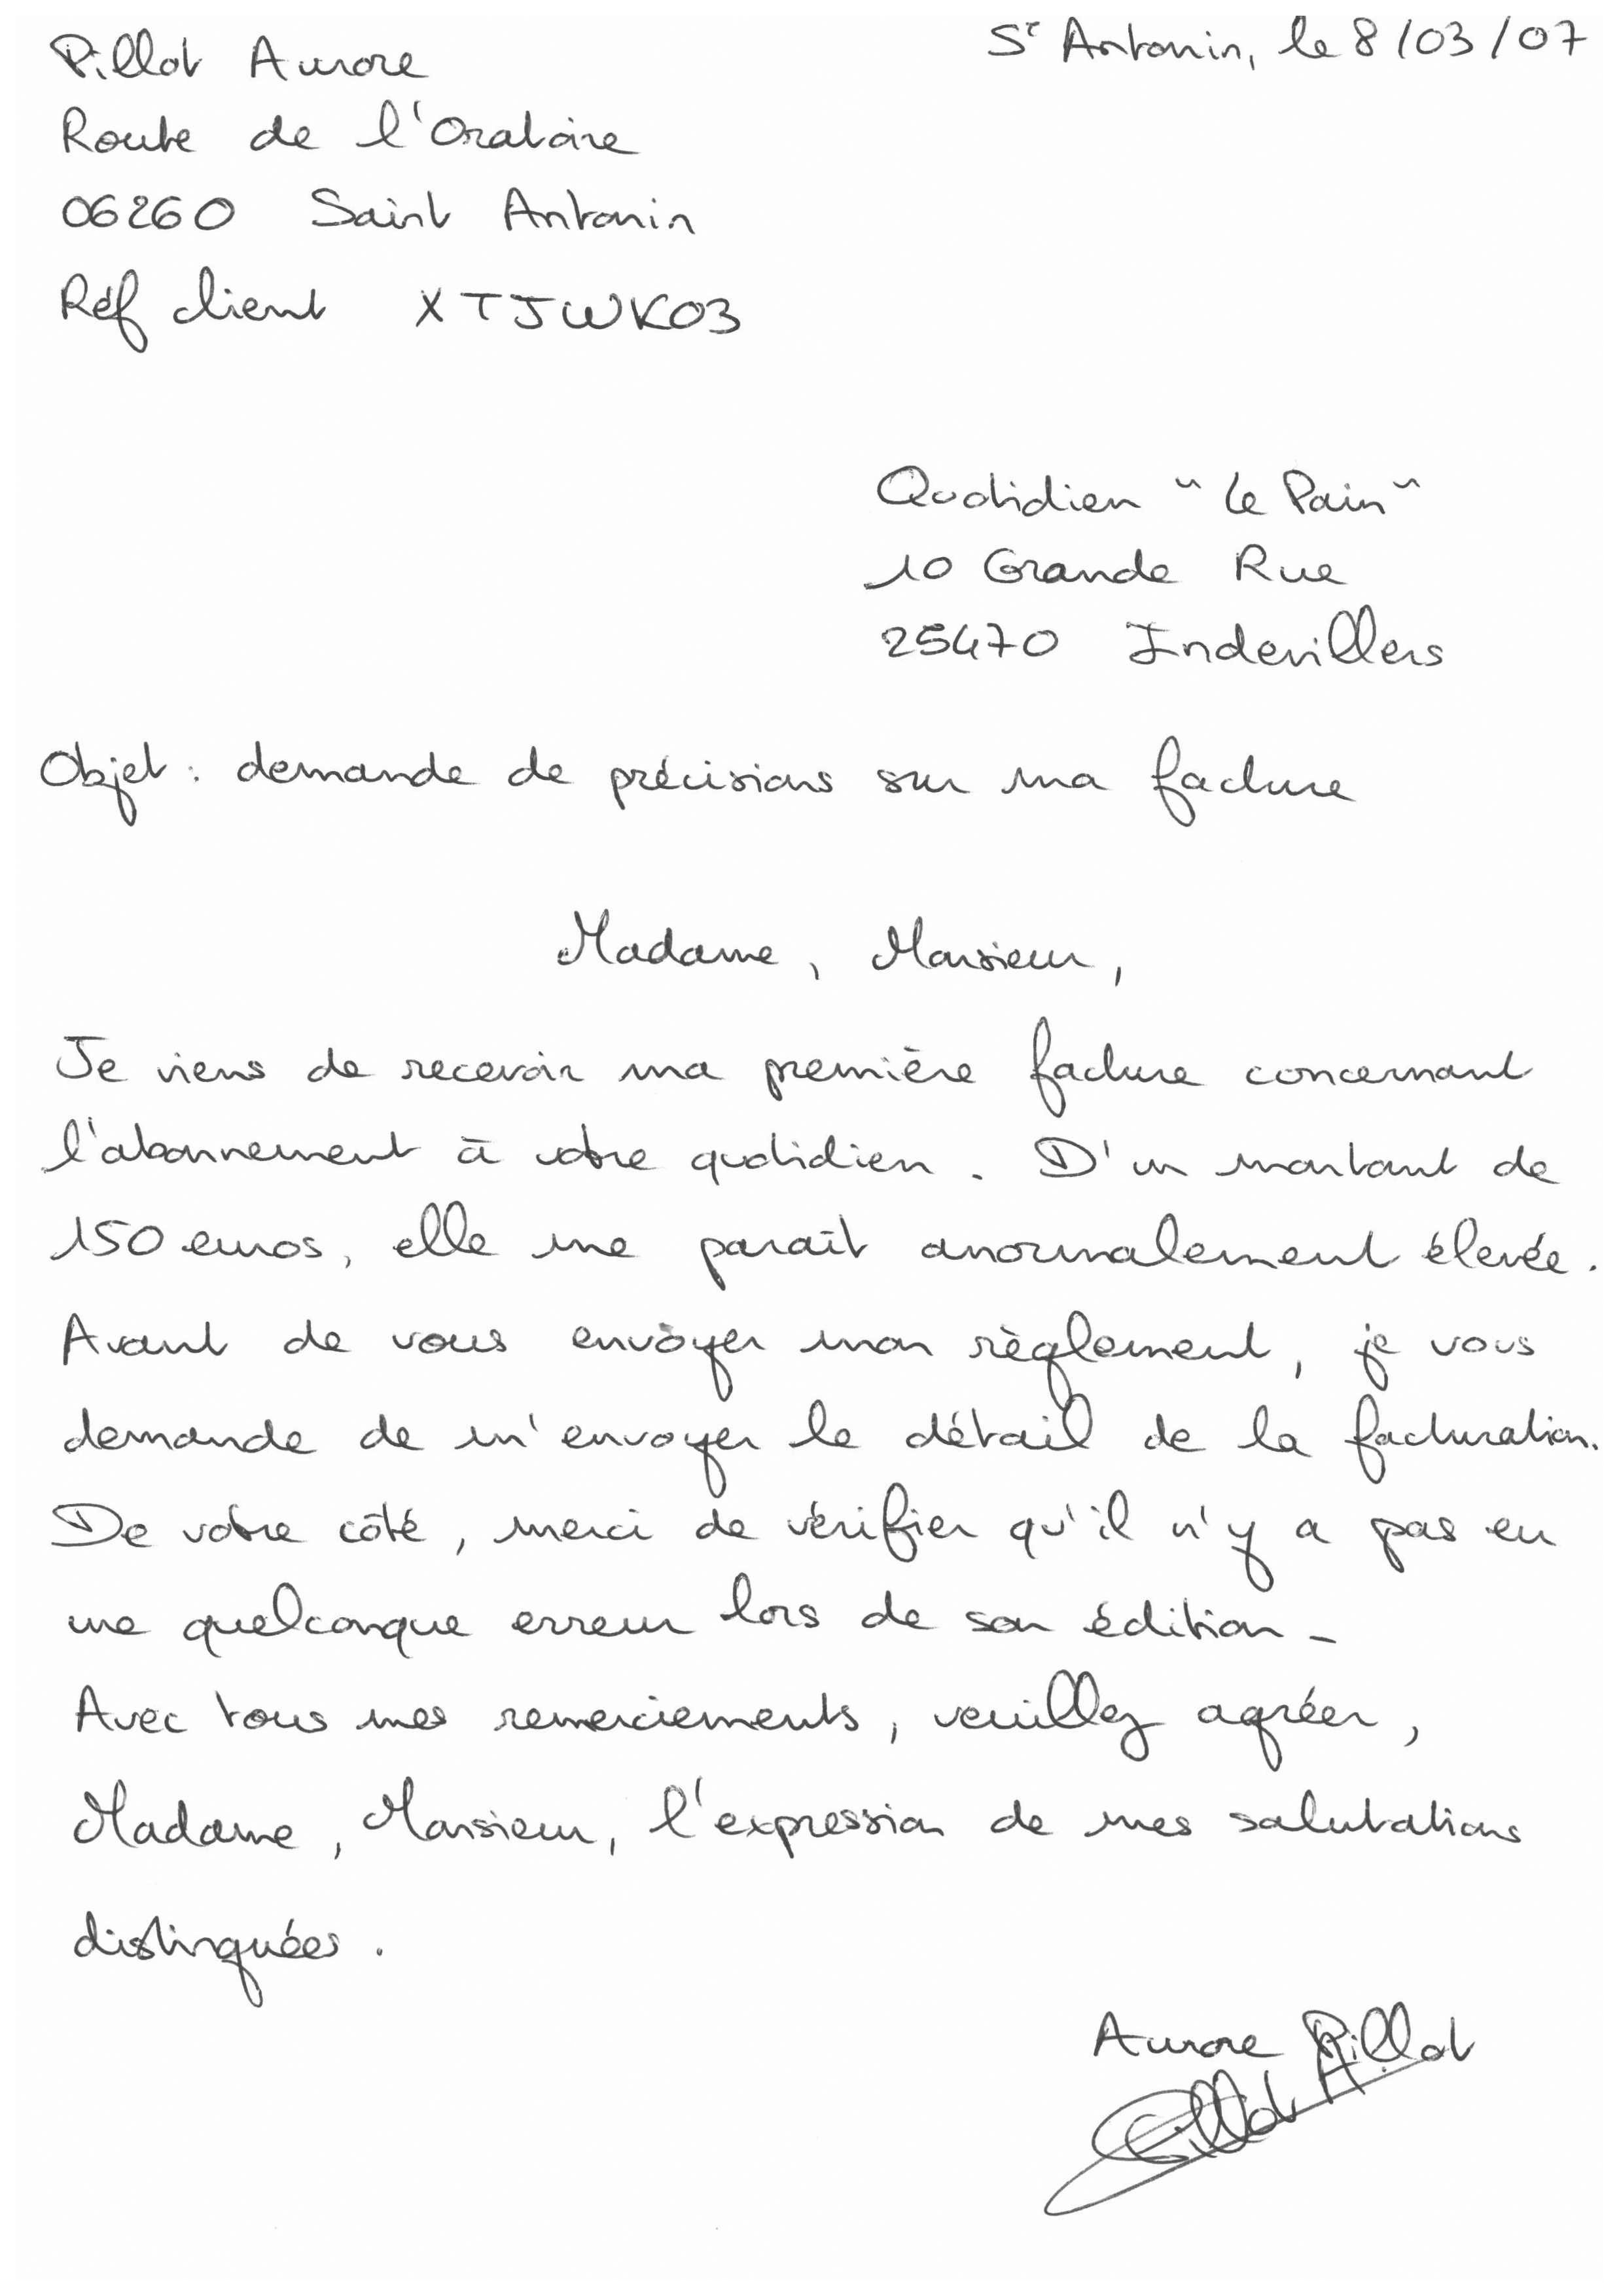 Pillot Aurore
St Antonin, le 8/03/07
Route de l'Oratoire
06260 Saint Antonin
Réf client XTJWK03
Quotidien "Le Pain"
10 Grande Rue
25470 Indevillers
Objet : demande de précisions sur ma facture
Madame, Monsieur,
Je viens de recevoir ma première facture concernant
l'abonnement à votre quotidien. D'un montant de
150 euros, elle me paraît anormalement élevée.
Avant de vous envoyer mon règlement, je vous
demande de m'envoyer le détail de la facturation.
De votre côté, merci de vérifier qu'il n'y a pas eu
une quelconque erreur lors de son édition.
Avec tous mes remerciements, veuillez agréer,
Madame, Monsieur, l'expression de mes salutations
distinguées.
Aurore Pillot
Pillot A.